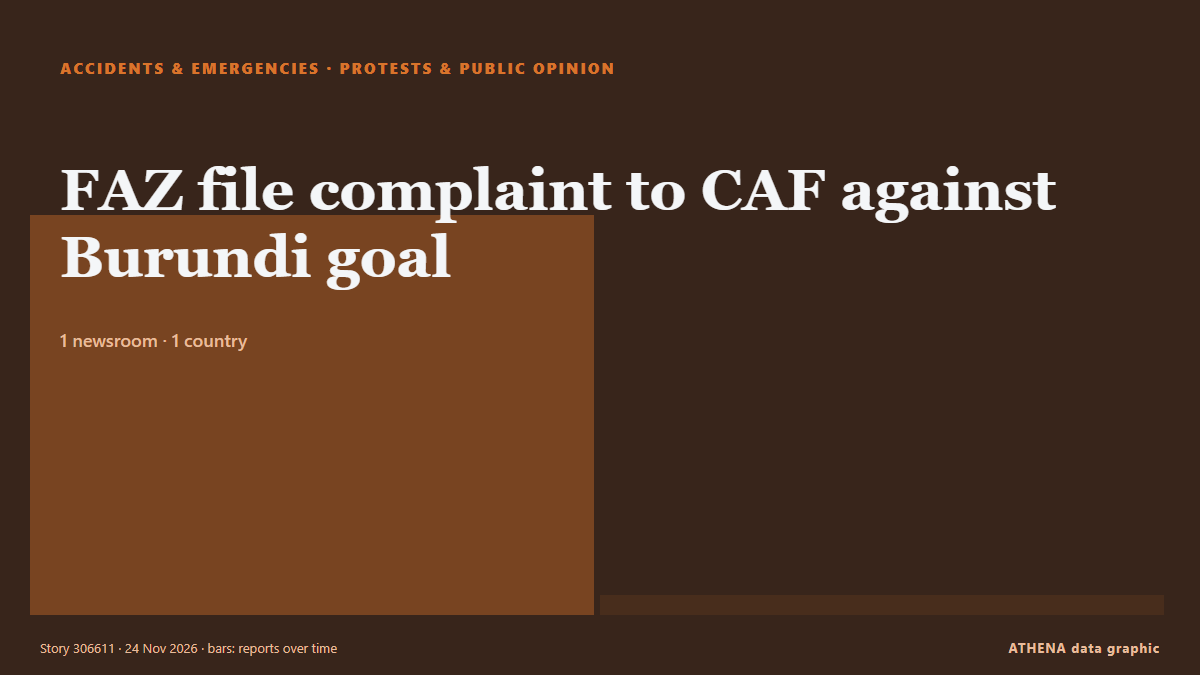 ACCIDENTS & EMERGENCIES · PROTESTS & PUBLIC OPINION
FAZ file complaint to CAF against
Burundi goal
1 newsroom · 1 country
Story 306611 · 24 Nov 2026 · bars: reports over time
ATHENA data graphic